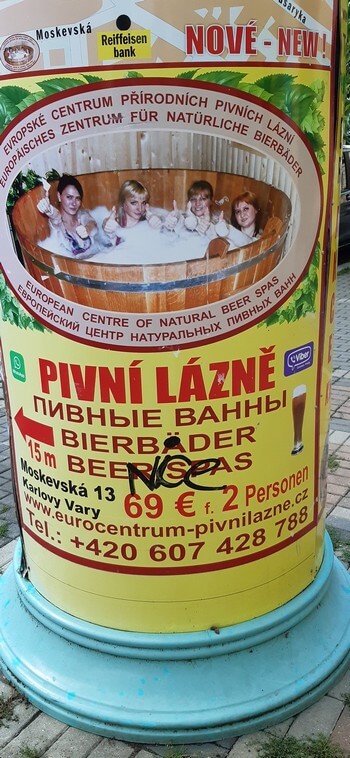 Moskevská
Raiffeisen
bank
NOVÉ - NEW!
EVROPSKÉ CENTRUM PŘÍRODNÍCH PIVNÍCH LÁZNÍ
EUROPÄISCHES ZENTRUM FÜR NATÜRLICHE BIERBÄDER
EUROPEAN CENTRE OF NATURAL BEER SPAS
ЕВРОПЕЙСКИЙ ЦЕНТР НАТУРАЛЬНЫХ ПИВНЫХ ВАНН
Viber
PIVNÍ LÁZNĚ
ПИВНЫЕ ВАННЫ
BIERBÄDER
15 m BEER SPAS
NICE
Moskevská 13
Karlovy Vary
69 € f. 2 Personen
www.eurocentrum-pivnilazne.cz
Tel.: +420 607 428 788